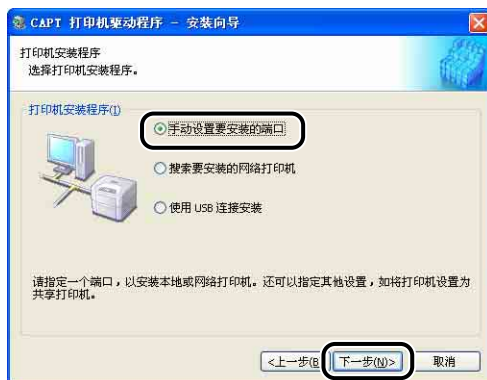 CAPT 打印机驱动程序 - 安装向导
打印机安装程序
选择打印机安装程序。
打印机安装程序(I)
手动设置要安装的端口
搜索要安装的网络打印机
使用 USB 连接安装
请指定一个端口，以安装本地或网络打印机。还可以指定其他设置，如将打印机设置为
共享打印机。
<上一步(B 下一步(N)> 取消